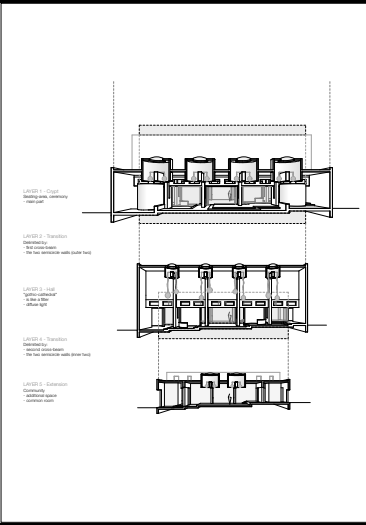 LAYER 1 - Crypt
Seating area, ceremony
- main part
LAYER 2 - Transition
Delimited by:
- first cross-beam
- the two semicircle walls (outer two)
LAYER 3 - Hall
"gothic-cathedral"
- is like a filter
- diffuse light
LAYER 4 - Transition
Delimited by:
- second cross-beam
- the two semicircle walls (inner two)
LAYER 5 - Extension
Community
- additional space
- common room